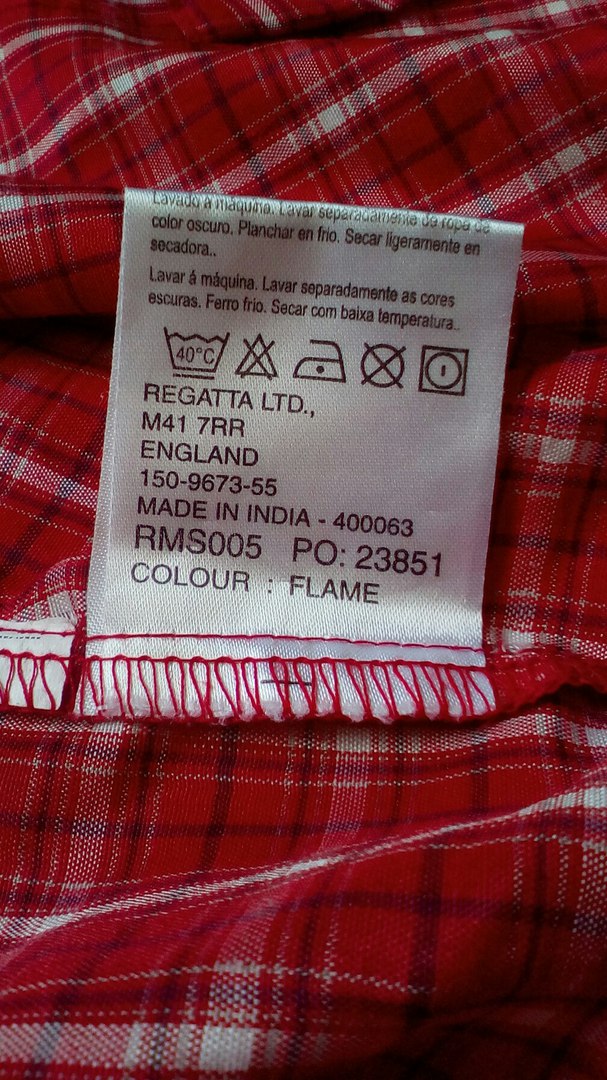 Lavado a máquina. Lavar separadamente de ropa de
color oscuro. Planchar en frio. Secar ligeramente en
secadora..
Lavar á máquina. Lavar separadamente as cores
escuras. Ferro frio. Secar com baixa temperatura..
40°C
REGATTA LTD.,
M41 7RR
ENGLAND
150-9673-55
MADE IN INDIA - 400063
RMS005 PO: 23851
COLOUR : FLAME